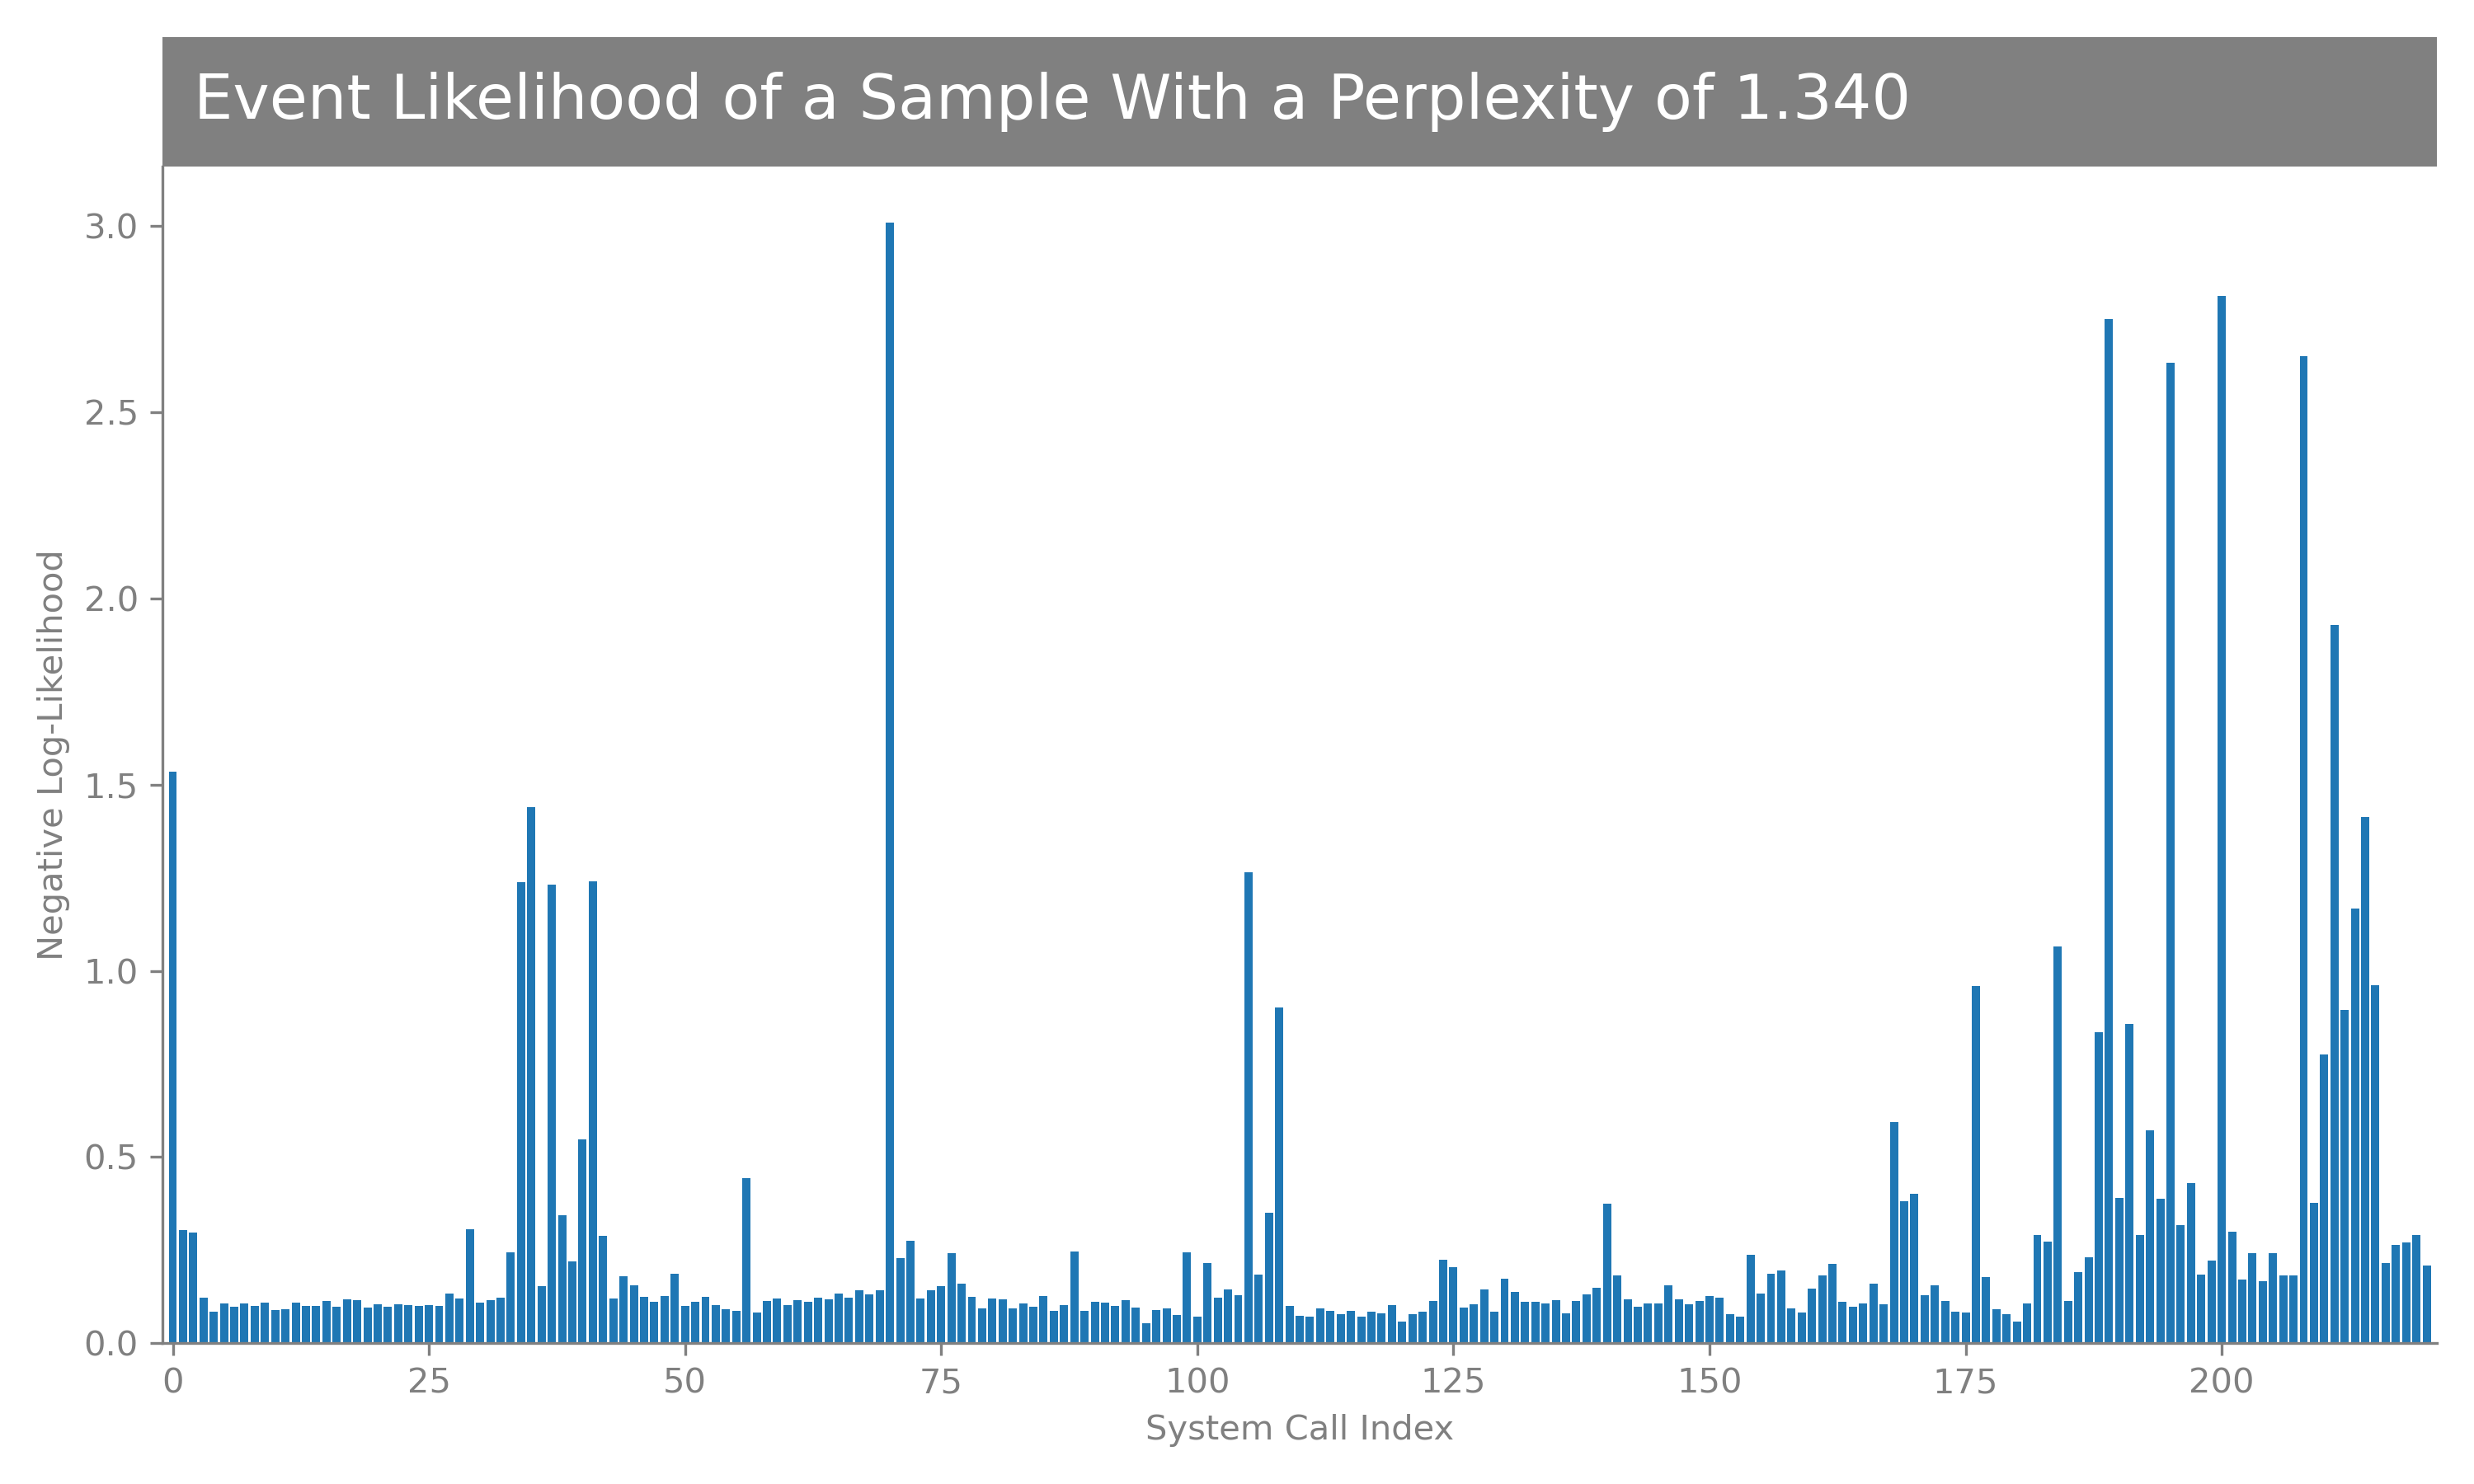 Event Likelihood of a Sample With a Perplexity of 1.340
3.0
2.5
2.0
1.5
1.0
0.5
0.0
Negative Log-Likelihood
0 25 50 75 100 125 150 175 200
System Call Index